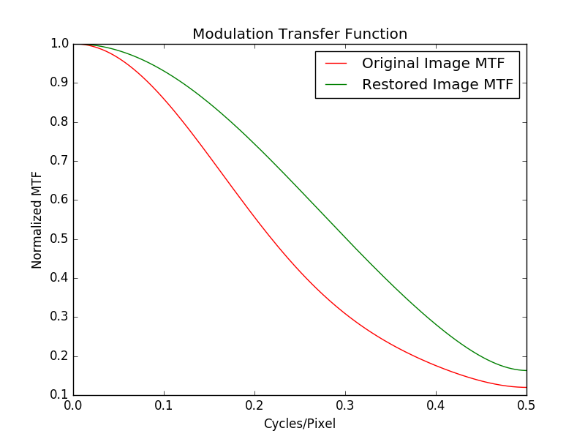 Modulation Transfer Function
Original Image MTF
Restored Image MTF
Normalized MTF
1.0
0.9
0.8
0.7
0.6
0.5
0.4
0.3
0.2
0.1
0.0 0.1 0.2 0.3 0.4 0.5
Cycles/Pixel